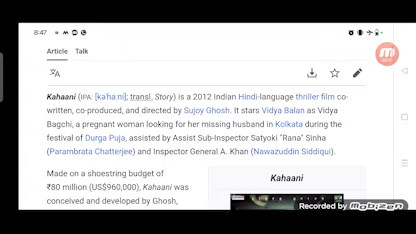 8:47
Article Talk
Kahaani (IPA: [kəˈɦaːni]; transl. Story) is a 2012 Indian Hindi-language thriller film co-
written, co-produced, and directed by Sujoy Ghosh. It stars Vidya Balan as Vidya
Bagchi, a pregnant woman looking for her missing husband in Kolkata during the
festival of Durga Puja, assisted by Assist Sub-Inspector Satyoki "Rana" Sinha
(Parambrata Chatterjee) and Inspector General A. Khan (Nawazuddin Siddiqui).
Made on a shoestring budget of
₹80 million (US$960,000), Kahaani was
conceived and developed by Ghosh,
Kahaani
Recorded by mobizen